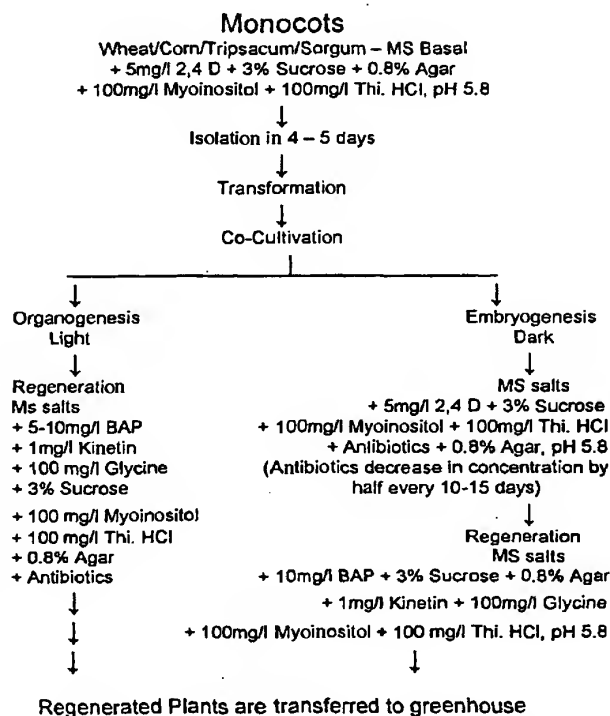 Monocots
Wheat/Corn/Tripsacum/Sorgum – MS Basal
+ 5mg/l 2,4 D + 3% Sucrose + 0.8% Agar
+ 100mg/l Myoinositol + 100mg/l Thi. HCl, pH 5.8
Isolation in 4 – 5 days
Transformation
Co-Cultivation
Organogenesis
Light
Regeneration
Ms salts
+ 5-10mg/l BAP
+ 1mg/l Kinetin
+ 100 mg/l Glycine
+ 3% Sucrose
+ 100 mg/l Myoinositol
+ 100 mg/l Thi. HCl
+ 0.8% Agar
+ Antibiotics
Embryogenesis
Dark
MS salts
+ 5mg/l 2,4 D + 3% Sucrose
+ 100mg/l Myoinositol + 100mg/l Thi. HCl
+ Antibiotics + 0.8% Agar, pH 5.8
(Antibiotics decrease in concentration by
half every 10-15 days)
Regeneration
MS salts
+ 10mg/l BAP + 3% Sucrose + 0.8% Agar
+ 1mg/l Kinetin + 100mg/l Glycine
+ 100mg/l Myoinositol + 100 mg/l Thi. HCl, pH 5.8
Regenerated Plants are transferred to greenhouse